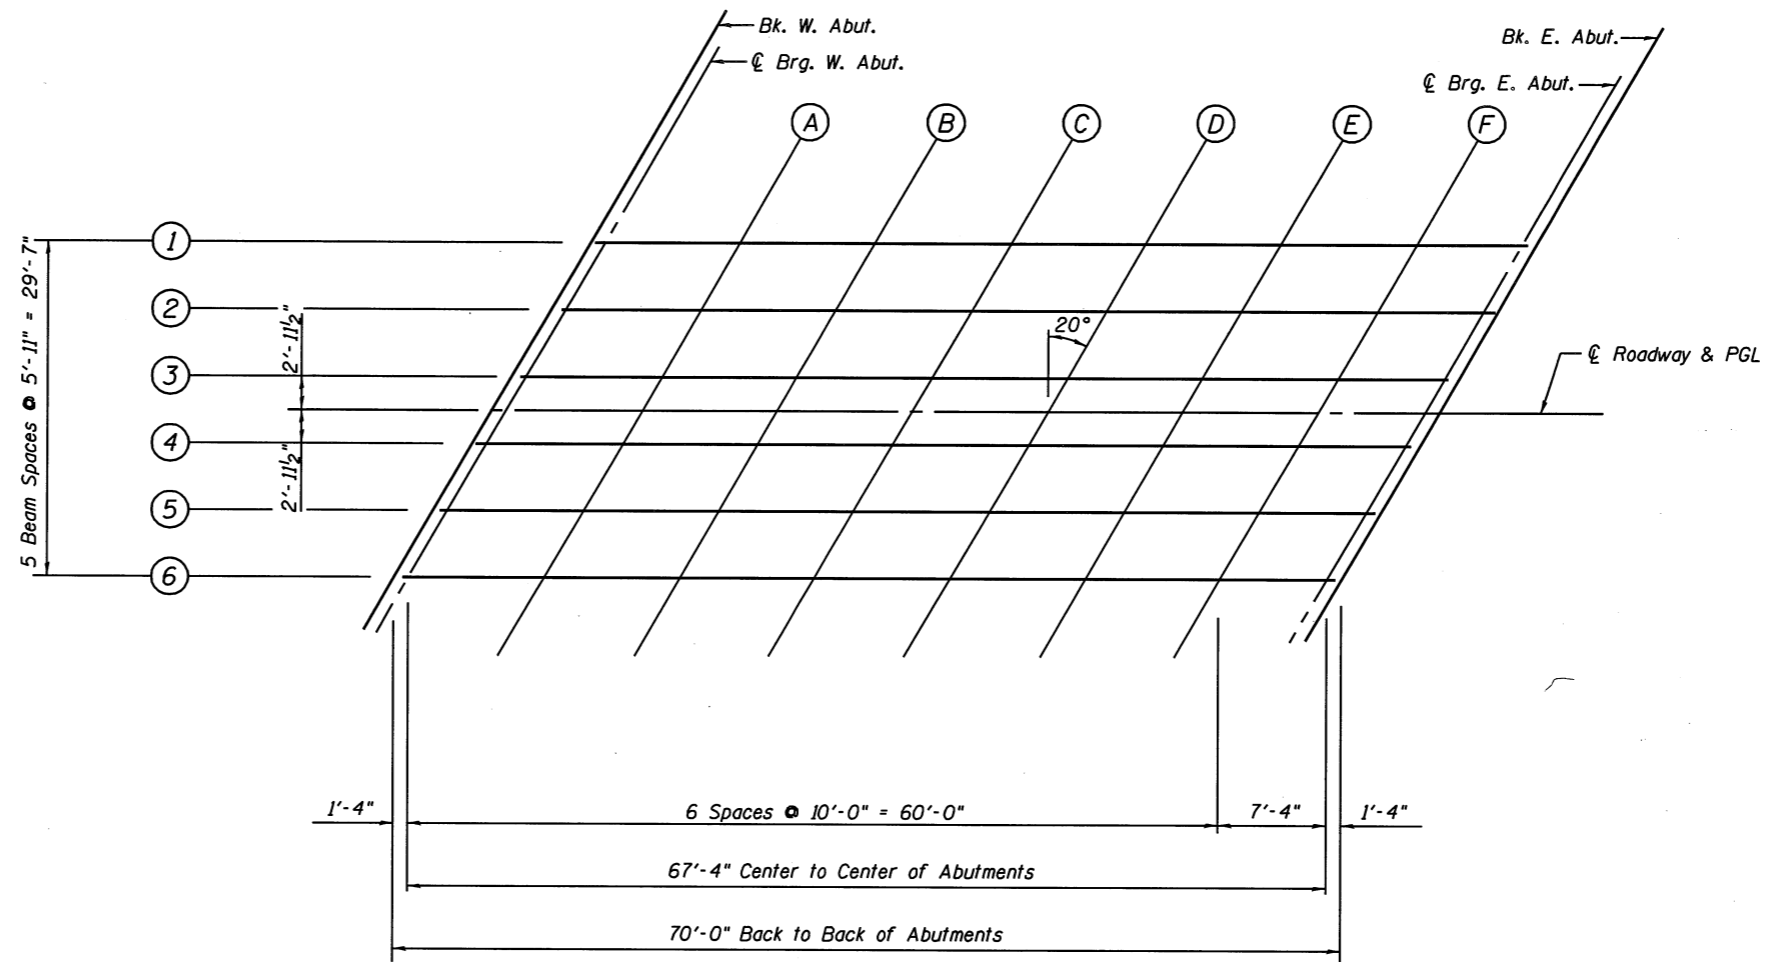 Bk. W. Abut.
℄ Brg. W. Abut.
Bk. E. Abut.
℄ Brg. E. Abut.
A B C D E F
1
2
3
4
5
6
5 Beam Spaces @ 5'-11" = 29'-7"
2'-11½"
2'-11½"
20°
℄ Roadway & PGL
1'-4"
6 Spaces @ 10'-0" = 60'-0"
7'-4"
1'-4"
67'-4" Center to Center of Abutments
70'-0" Back to Back of Abutments